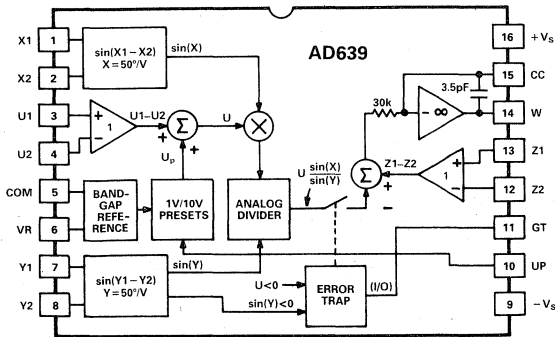 AD639
X1 1
X2 2
U1 3
U2 4
COM 5
VR 6
Y1 7
Y2 8
sin(X1−X2)
X = 50°/V
sin(X)
+
−
1
U1−U2
+
Σ
+
U
×
Uₚ
BAND-
GAP REF-
ERENCE
1V/10V
PRESETS
ANALOG
DIVIDER
sin(Y1−Y2)
Y = 50°/V
sin(Y)
U sin(X)
sin(Y)
U<0
sin(Y)<0
ERROR
TRAP
(I/O)
30k
3.5pF
− ∞
Σ
+
−
Z1−Z2
1
+
−
16 +Vₛ
15 CC
14 W
13 Z1
12 Z2
11 GT
10 UP
9 −Vₛ